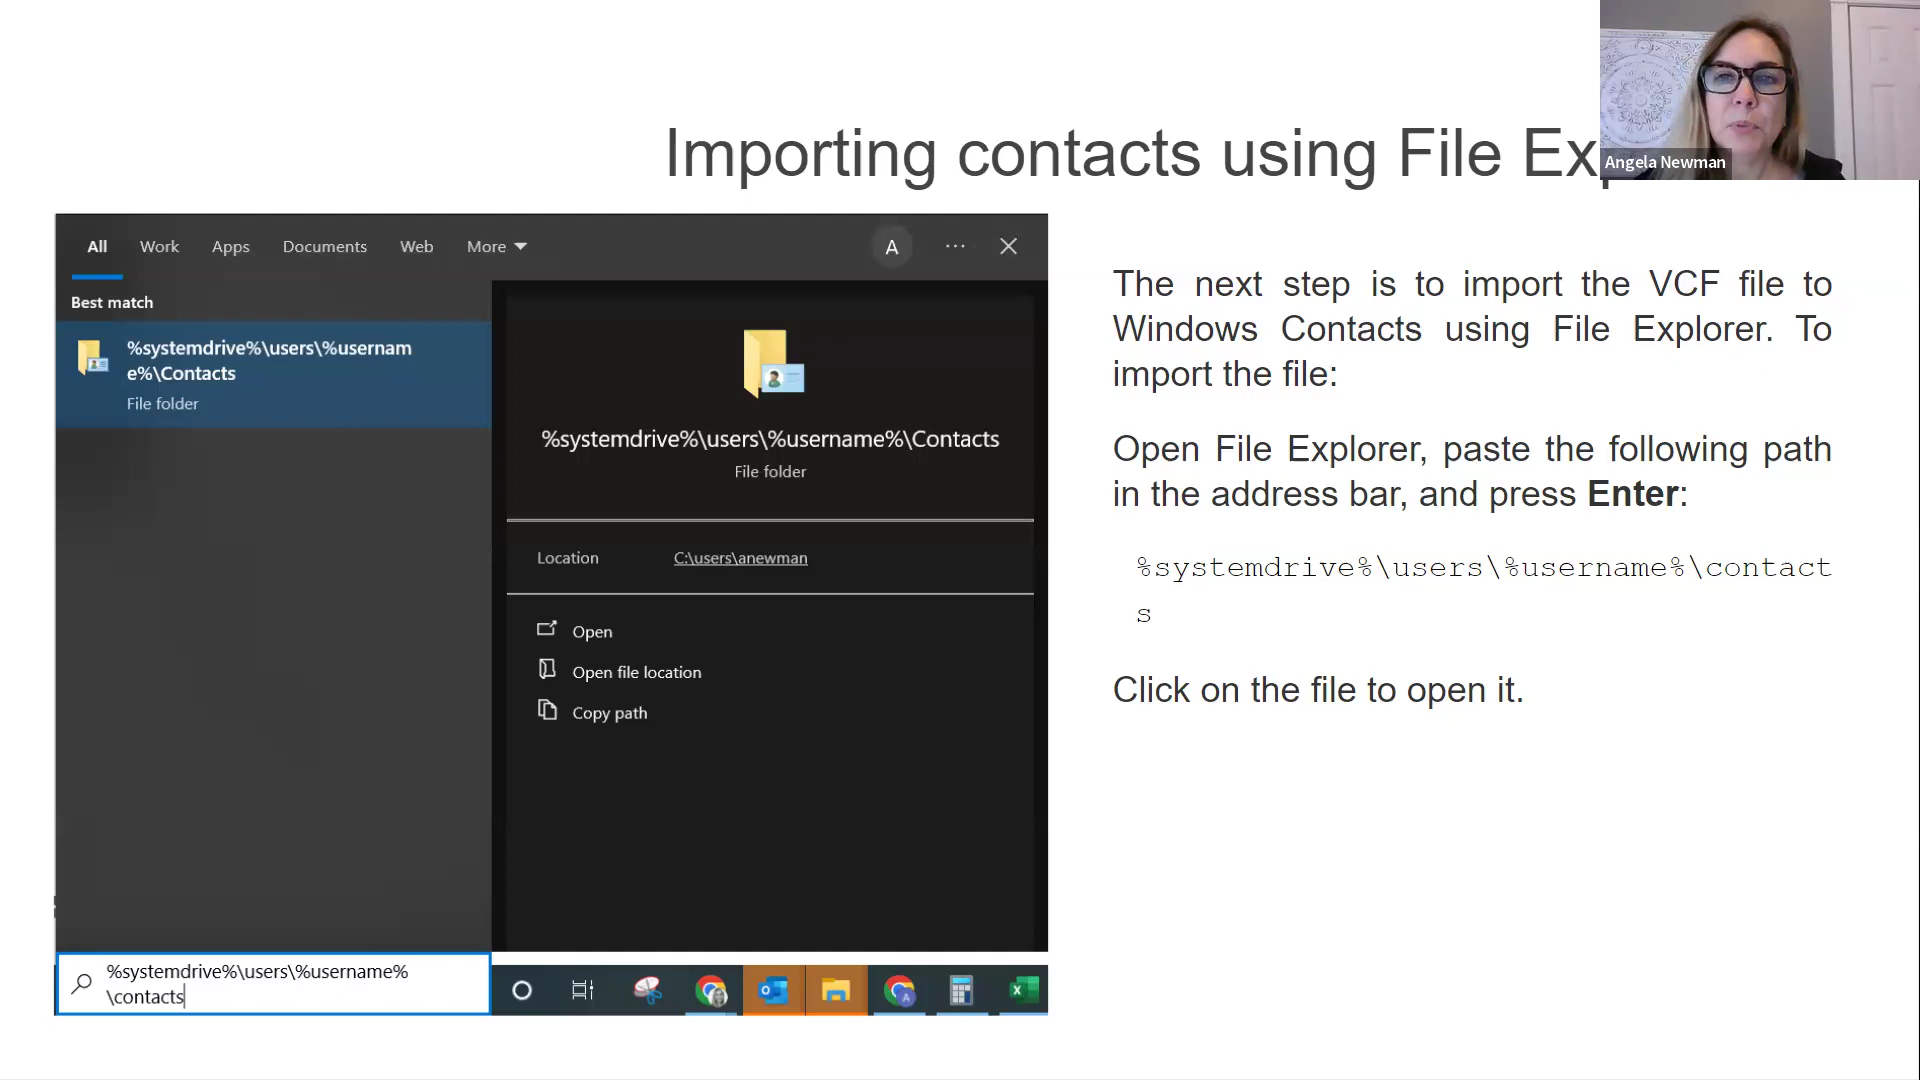 Importing contacts using File Ex
Angela Newman
All Work Apps Documents Web More A
Best match
%systemdrive%\users\%usernam
e%\Contacts
File folder
%systemdrive%\users\%username%\Contacts
File folder
Location C:\users\anewman
Open
Open file location
Copy path
%systemdrive%\users\%username%
\contacts
The next step is to import the VCF file to
Windows Contacts using File Explorer. To
import the file:
Open File Explorer, paste the following path
in the address bar, and press Enter:
%systemdrive%\users\%username%\contact
s
Click on the file to open it.